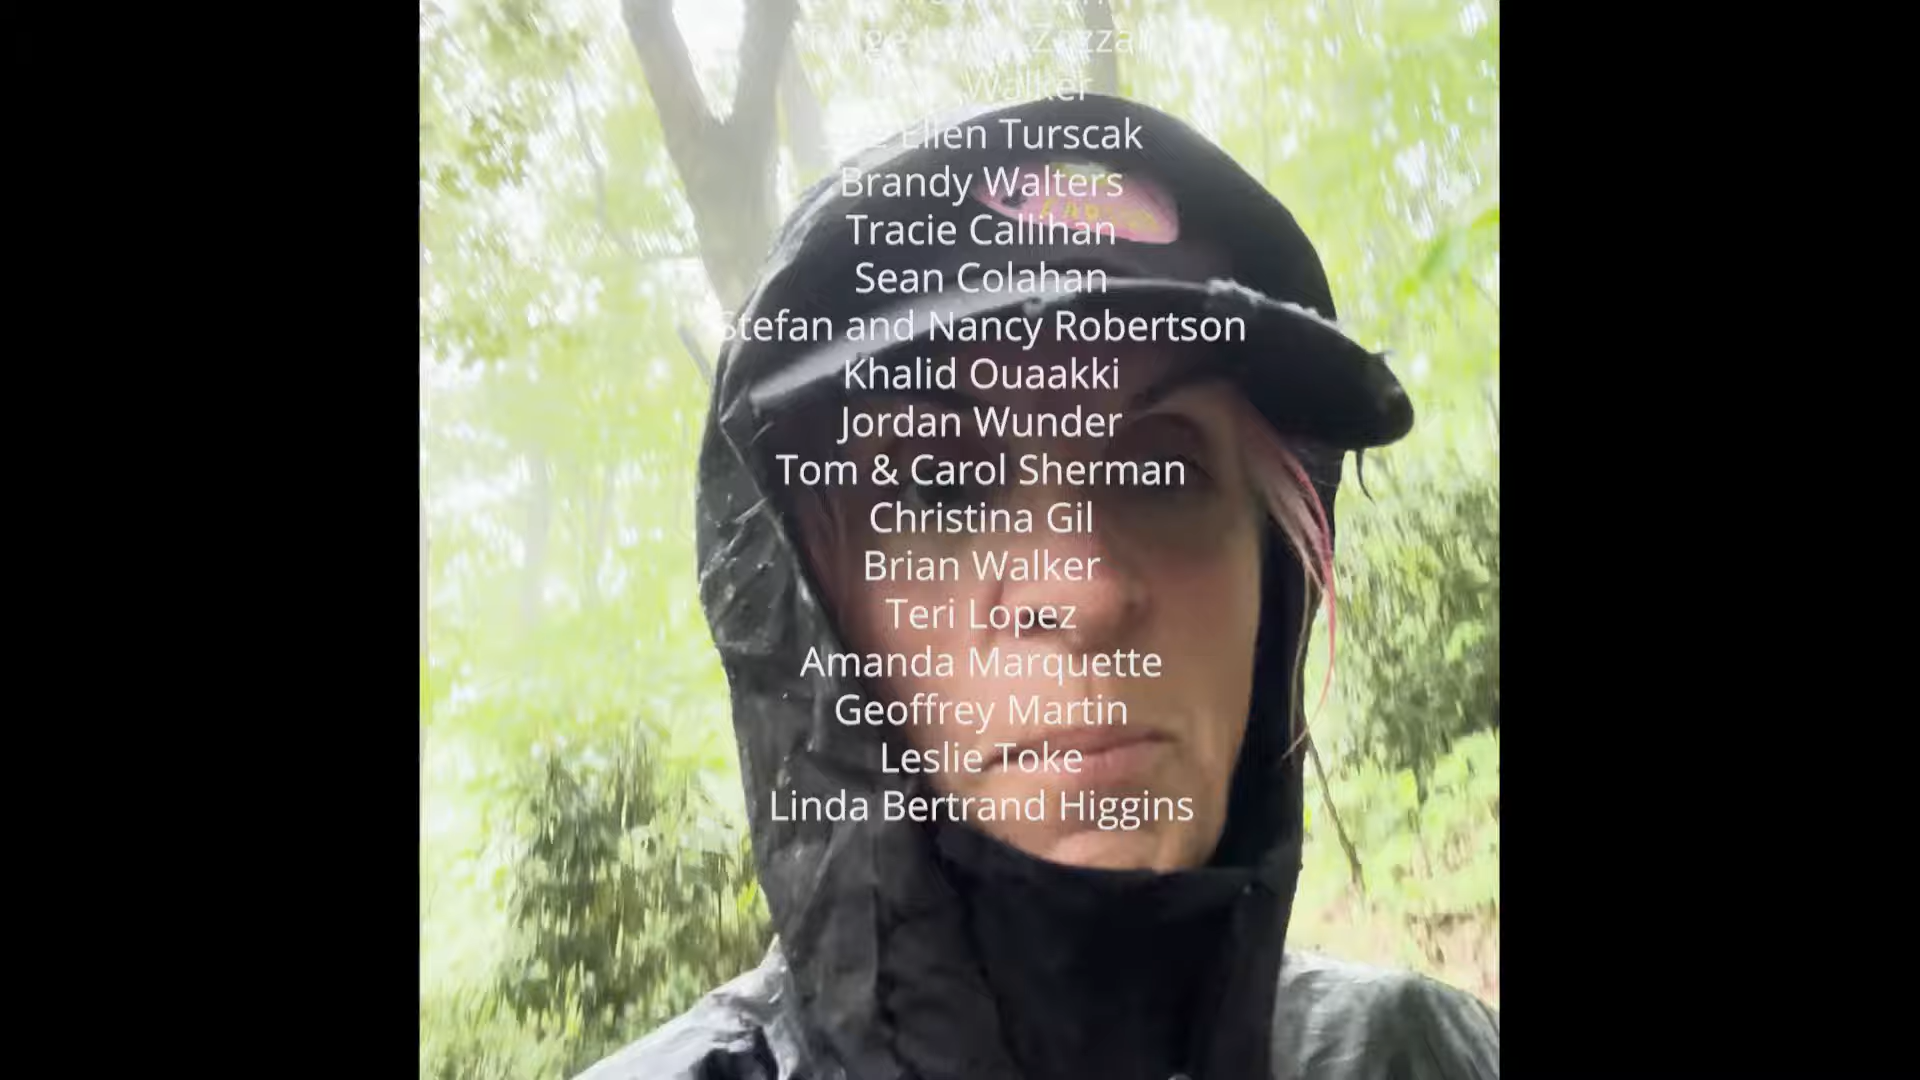 Walker
Ellen Turscak
Brandy Walters
Tracie Callihan
Sean Colahan
Stefan and Nancy Robertson
Khalid Ouaakki
Jordan Wunder
Tom & Carol Sherman
Christina Gil
Brian Walker
Teri Lopez
Amanda Marquette
Geoffrey Martin
Leslie Toke
Linda Bertrand Higgins